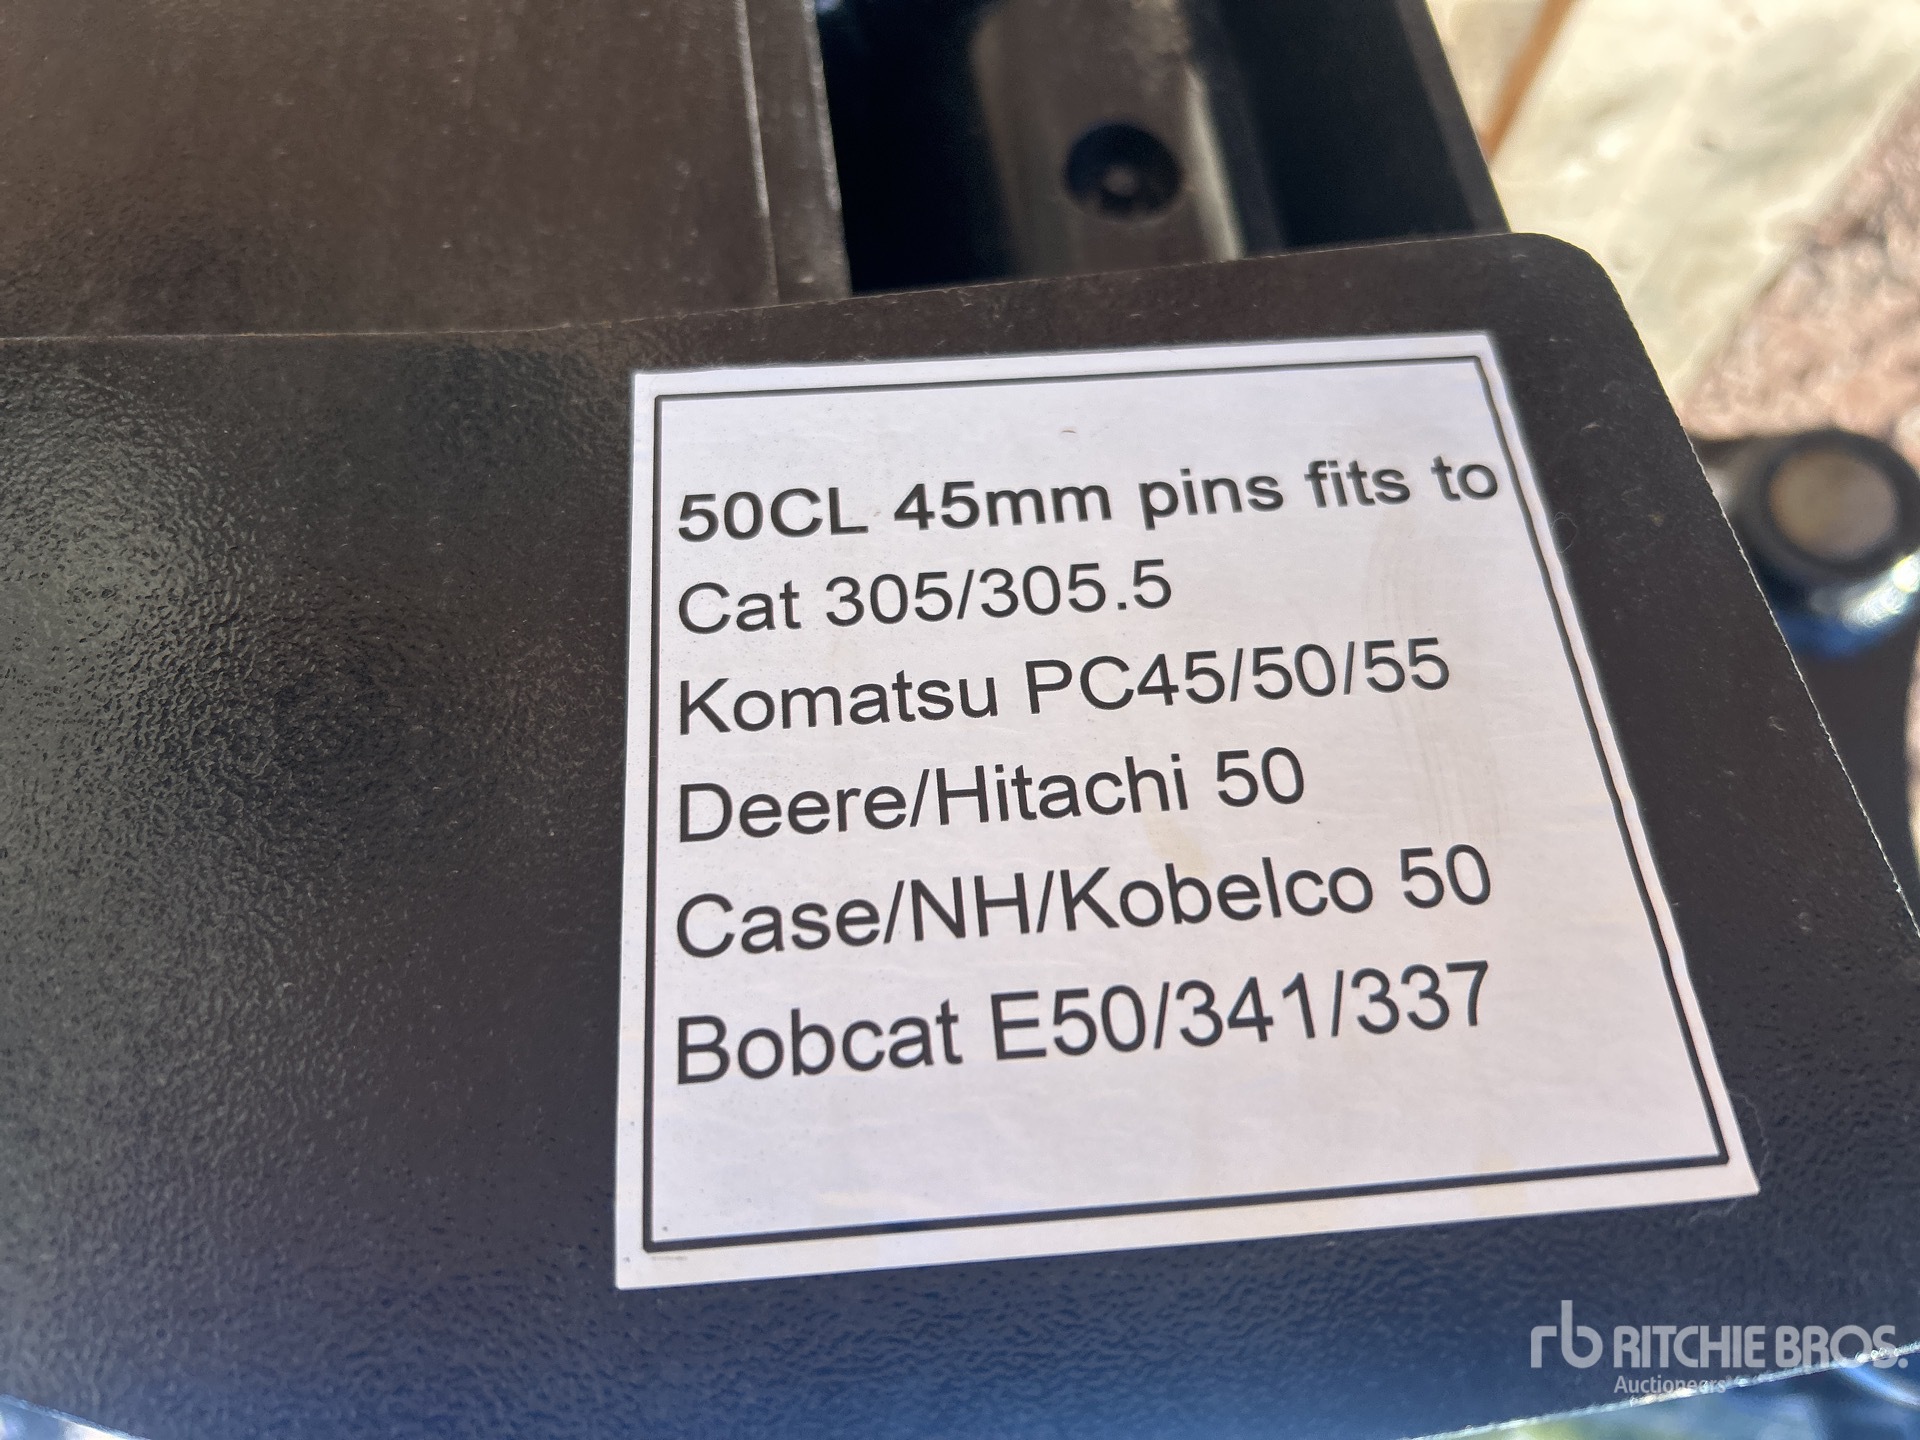 50CL 45mm pins fits to
Cat 305/305.5
Komatsu PC45/50/55
Deere/Hitachi 50
Case/NH/Kobelco 50
Bobcat E50/341/337
rb RITCHIE BROS.
Auctioneers